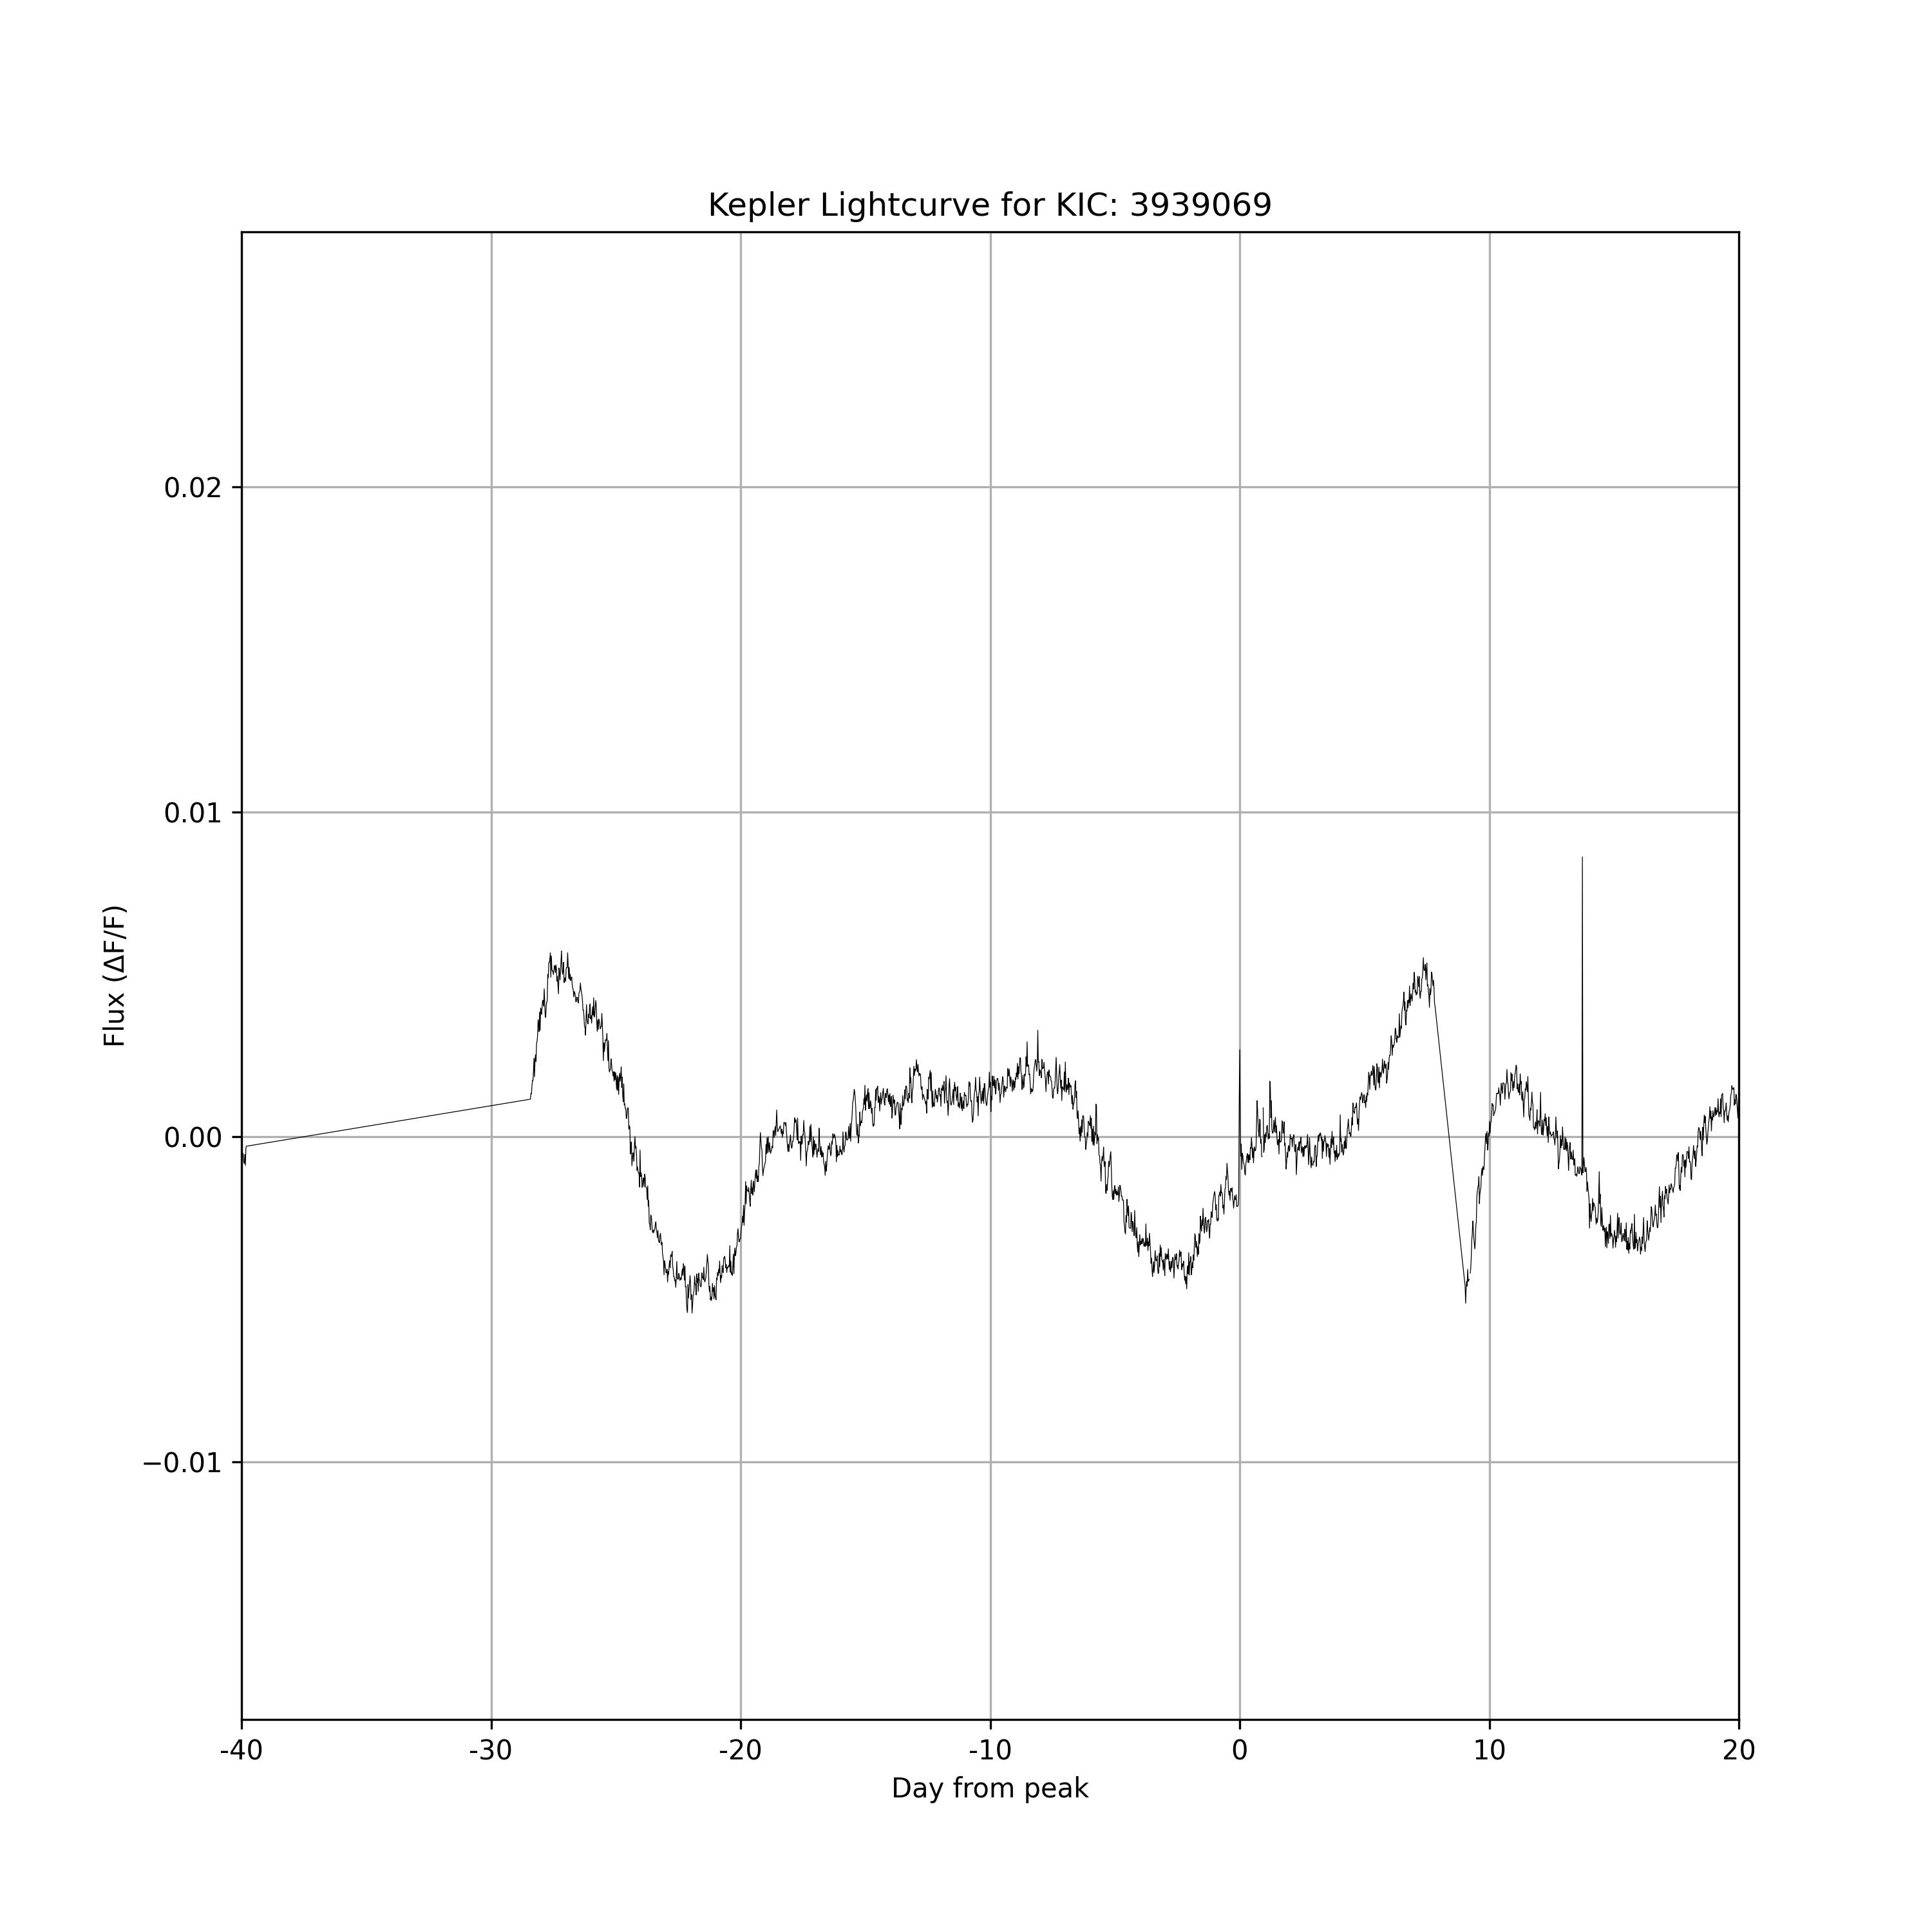 Kepler Lightcurve for KIC: 3939069
0.02
0.01
0.00
−0.01
Flux (ΔF/F)
-40 -30 -20 -10 0 10 20
Day from peak